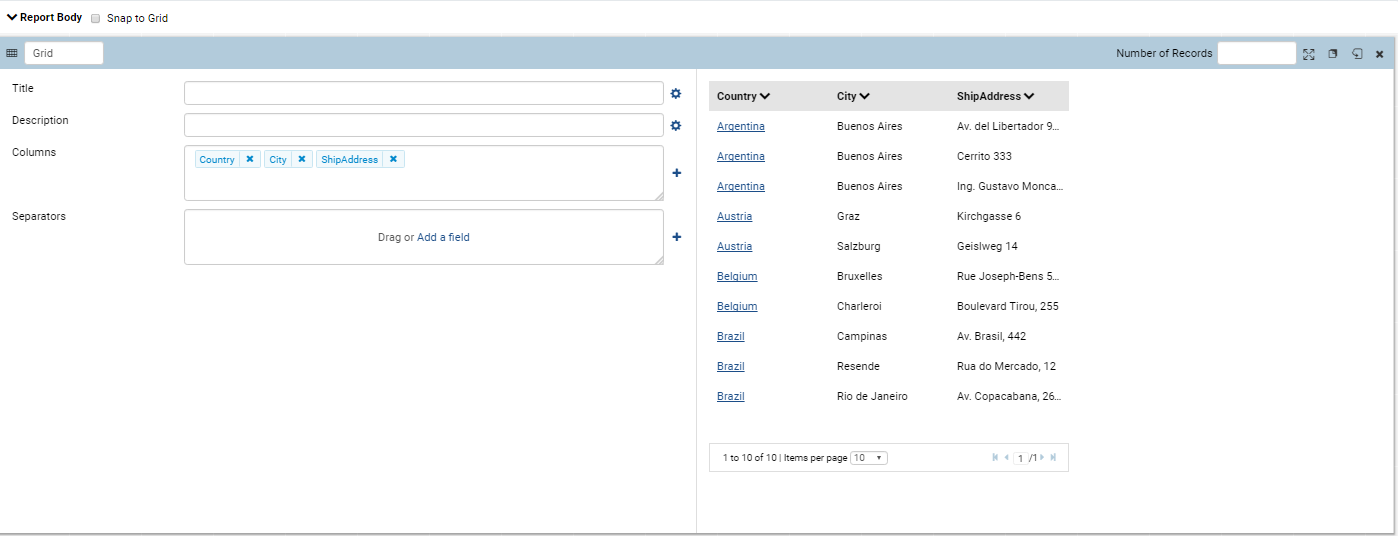 Report Body Snap to Grid
Grid Number of Records
Title
Description
Columns
Country City ShipAddress
Separators
Drag or Add a field
Country City ShipAddress
Argentina Buenos Aires Av. del Libertador 9...
Argentina Buenos Aires Cerrito 333
Argentina Buenos Aires Ing. Gustavo Monca...
Austria Graz Kirchgasse 6
Austria Salzburg Geislweg 14
Belgium Bruxelles Rue Joseph-Bens 5...
Belgium Charleroi Boulevard Tirou, 255
Brazil Campinas Av. Brasil, 442
Brazil Resende Rua do Mercado, 12
Brazil Rio de Janeiro Av. Copacabana, 26...
1 to 10 of 10 | Items per page 10 1 /1